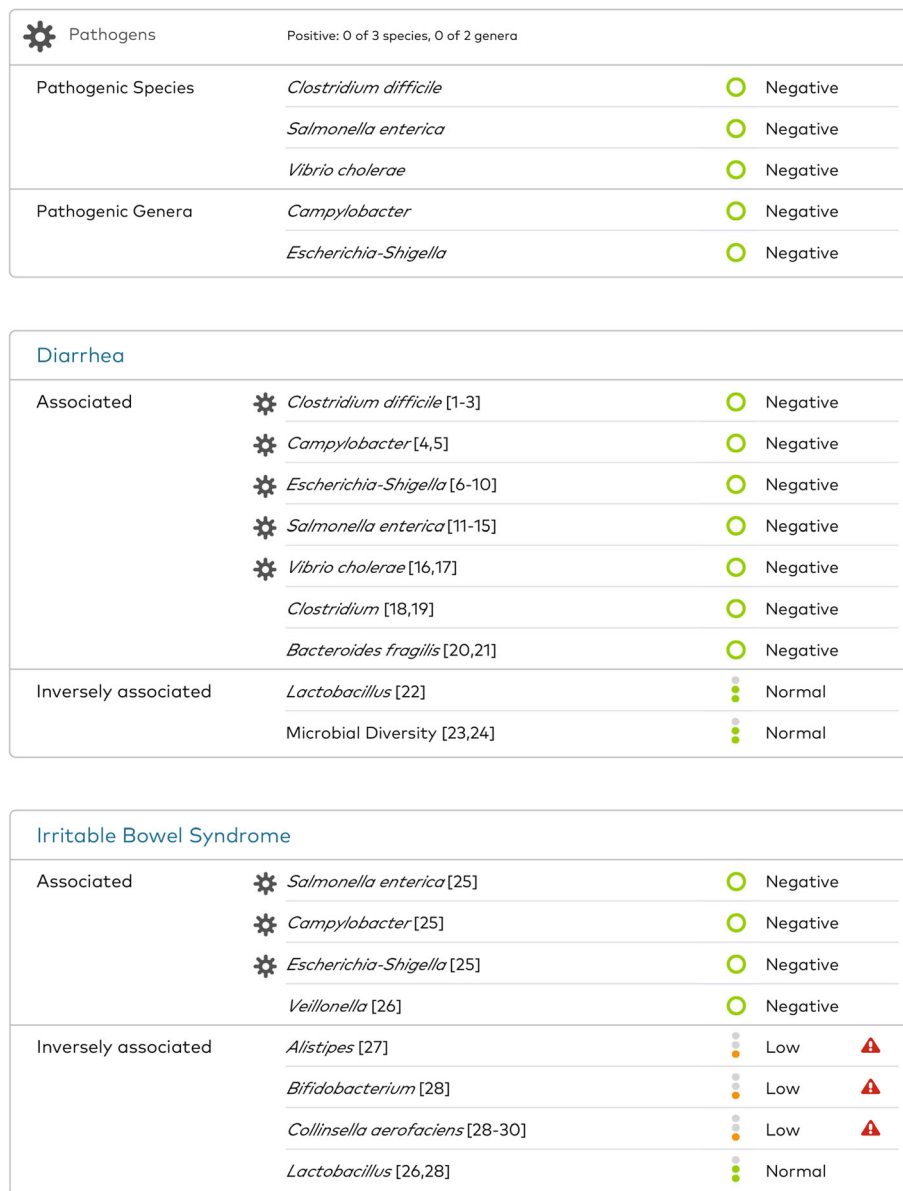 Pathogens Positive: 0 of 3 species, 0 of 2 genera
Pathogenic Species Clostridium difficile Negative
Salmonella enterica Negative
Vibrio cholerae Negative
Pathogenic Genera Campylobacter Negative
Escherichia-Shigella Negative
Diarrhea
Associated Clostridium difficile [1-3] Negative
Campylobacter [4,5] Negative
Escherichia-Shigella [6-10] Negative
Salmonella enterica [11-15] Negative
Vibrio cholerae [16,17] Negative
Clostridium [18,19] Negative
Bacteroides fragilis [20,21] Negative
Inversely associated Lactobacillus [22] Normal
Microbial Diversity [23,24] Normal
Irritable Bowel Syndrome
Associated Salmonella enterica [25] Negative
Campylobacter [25] Negative
Escherichia-Shigella [25] Negative
Veillonella [26] Negative
Inversely associated Alistipes [27] Low
Bifidobacterium [28] Low
Collinsella aerofaciens [28-30] Low
Lactobacillus [26,28] Normal